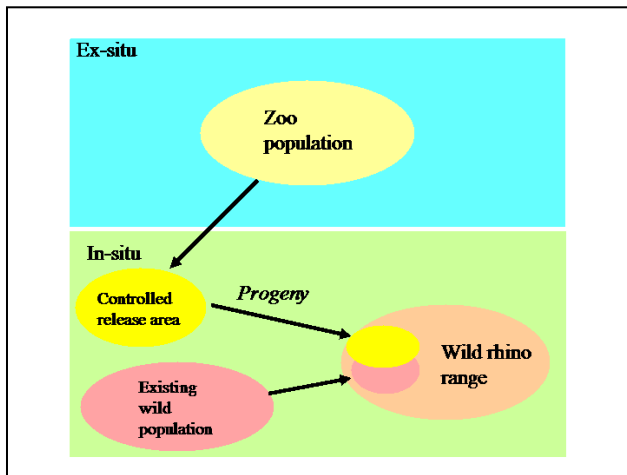 Ex-situ
Zoo
population
In-situ
Controlled
release area
Progeny
Wild rhino
range
Existing
wild
population